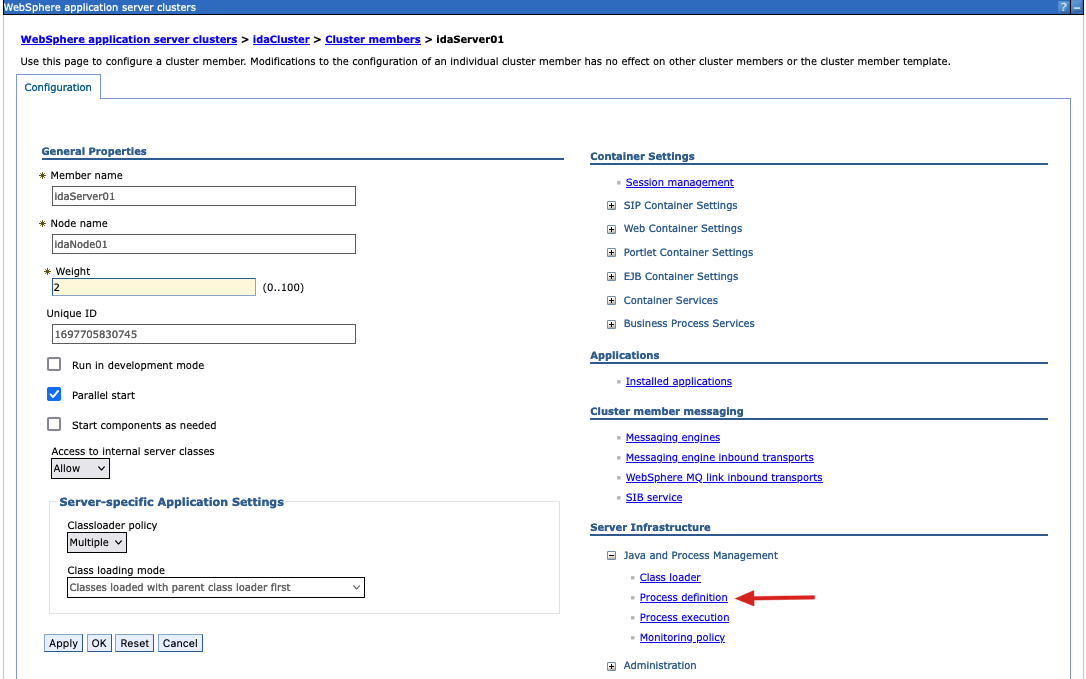 WebSphere application server clusters
? –
WebSphere application server clusters > idaCluster > Cluster members > idaServer01
Use this page to configure a cluster member. Modifications to the configuration of an individual cluster member has no effect on other cluster members or the cluster member template.
Configuration
General Properties
* Member name
idaServer01
* Node name
idaNode01
* Weight
2 (0..100)
Unique ID
1697705830745
Run in development mode
Parallel start
Start components as needed
Access to internal server classes
Allow
Server-specific Application Settings
Classloader policy
Multiple
Class loading mode
Classes loaded with parent class loader first
Apply OK Reset Cancel
Container Settings
Session management
SIP Container Settings
Web Container Settings
Portlet Container Settings
EJB Container Settings
Container Services
Business Process Services
Applications
Installed applications
Cluster member messaging
Messaging engines
Messaging engine inbound transports
WebSphere MQ link inbound transports
SIB service
Server Infrastructure
Java and Process Management
Class loader
Process definition
Process execution
Monitoring policy
Administration